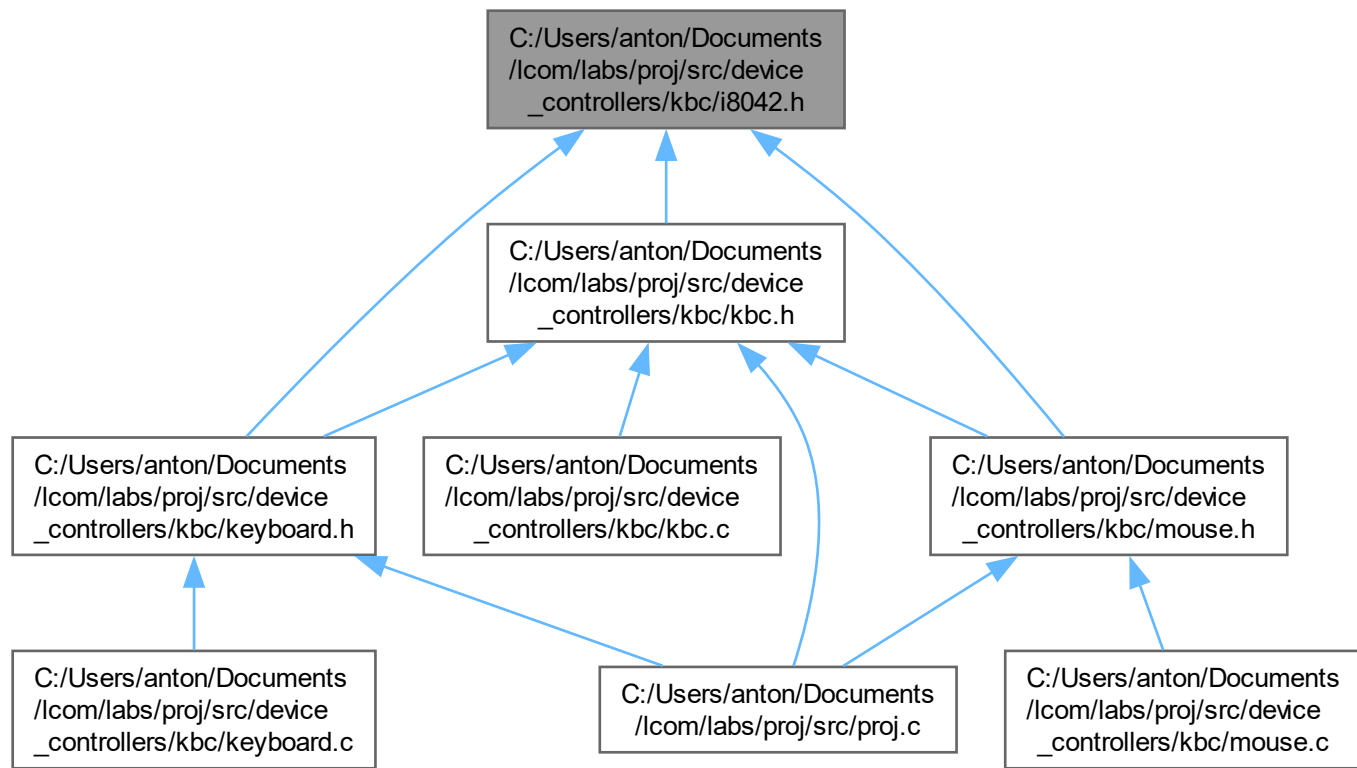 C:/Users/anton/Documents
/lcom/labs/proj/src/device
_controllers/kbc/i8042.h
C:/Users/anton/Documents
/lcom/labs/proj/src/device
_controllers/kbc/kbc.h
C:/Users/anton/Documents
/lcom/labs/proj/src/device
_controllers/kbc/keyboard.h
C:/Users/anton/Documents
/lcom/labs/proj/src/device
_controllers/kbc/kbc.c
C:/Users/anton/Documents
/lcom/labs/proj/src/device
_controllers/kbc/mouse.h
C:/Users/anton/Documents
/lcom/labs/proj/src/device
_controllers/kbc/keyboard.c
C:/Users/anton/Documents
/lcom/labs/proj/src/proj.c
C:/Users/anton/Documents
/lcom/labs/proj/src/device
_controllers/kbc/mouse.c